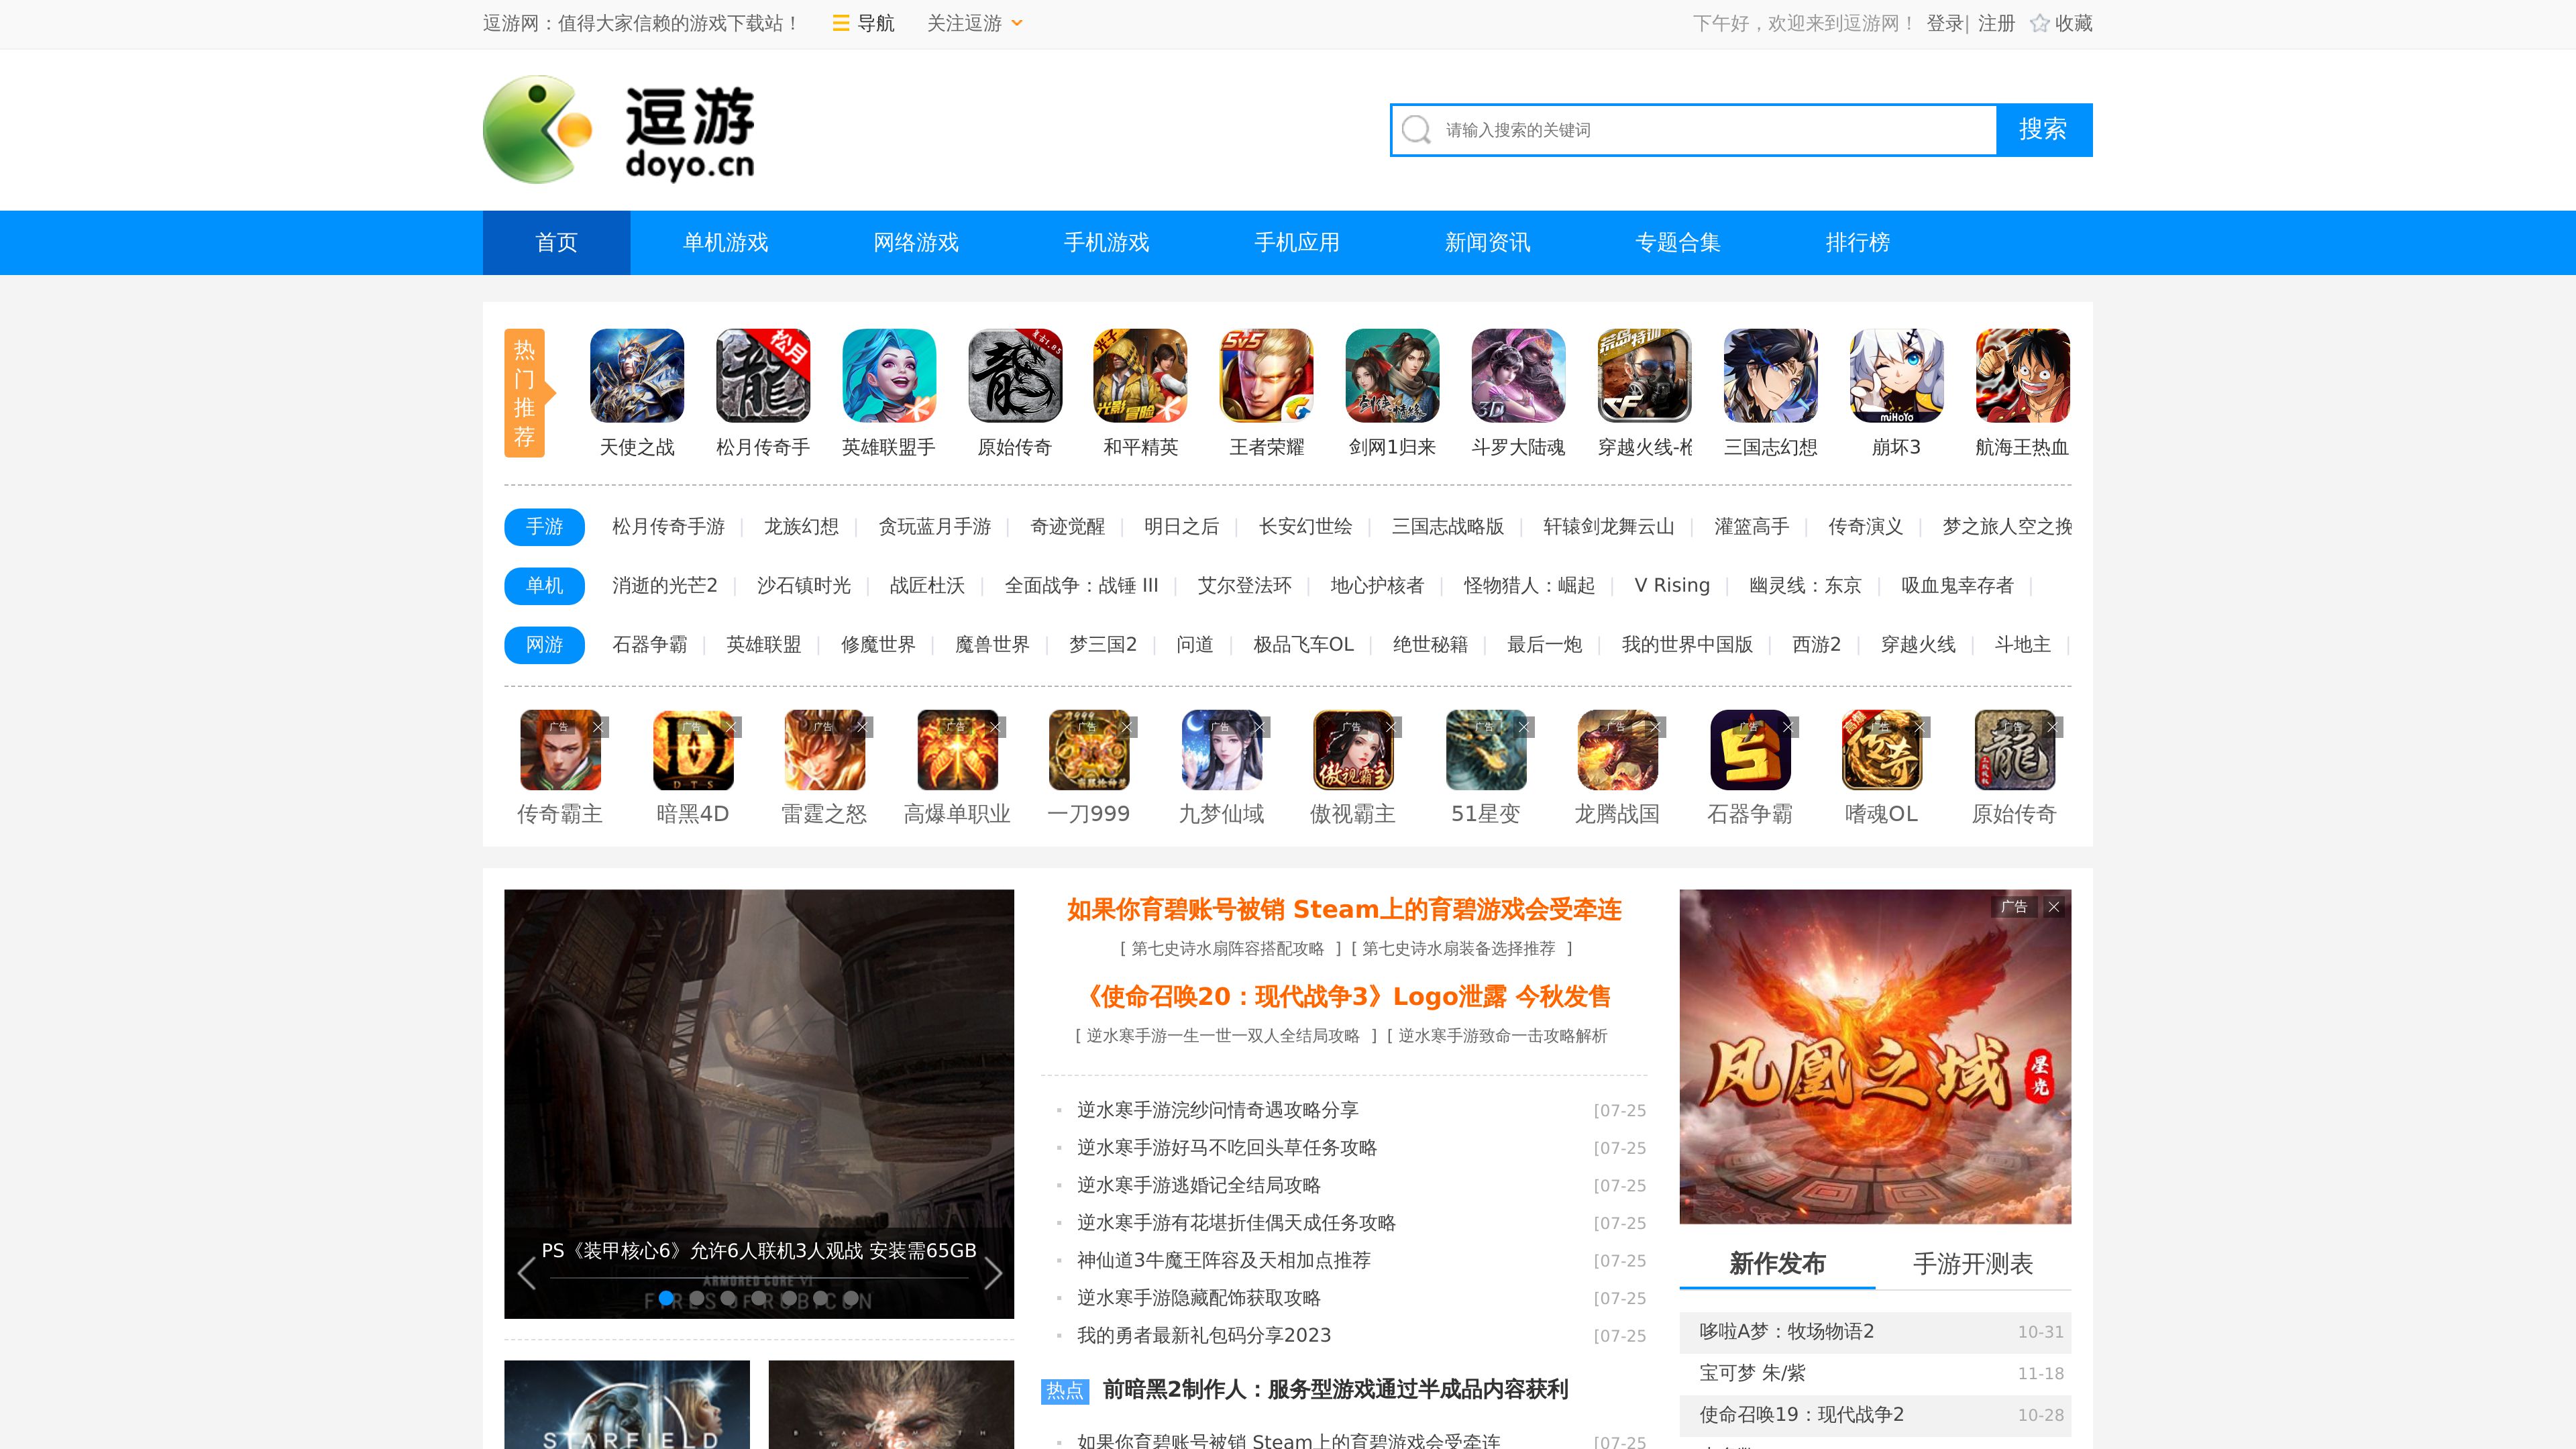 逗游网：值得大家信赖的游戏下载站！ 导航 关注逗游
下午好，欢迎来到逗游网！ 登录| 注册 收藏
逗游
doyo.cn
请输入搜索的关键词 搜索
首页 单机游戏 网络游戏 手机游戏 手机应用 新闻资讯 专题合集 排行榜
热门推荐
天使之战 松月传奇手 英雄联盟手 原始传奇 和平精英 王者荣耀 剑网1归来 斗罗大陆魂 穿越火线-枪 三国志幻想 崩坏3 航海王热血
手游 松月传奇手游 | 龙族幻想 | 贪玩蓝月手游 | 奇迹觉醒 | 明日之后 | 长安幻世绘 | 三国志战略版 | 轩辕剑龙舞云山 | 灌篮高手 | 传奇演义 | 梦之旅人空之挽
单机 消逝的光芒2 | 沙石镇时光 | 战匠杜沃 | 全面战争：战锤 III | 艾尔登法环 | 地心护核者 | 怪物猎人：崛起 | V Rising | 幽灵线：东京 | 吸血鬼幸存者 |
网游 石器争霸 | 英雄联盟 | 修魔世界 | 魔兽世界 | 梦三国2 | 问道 | 极品飞车OL | 绝世秘籍 | 最后一炮 | 我的世界中国版 | 西游2 | 穿越火线 | 斗地主 |
广告 广告 广告 广告 广告 广告 广告 广告 广告 广告 广告 广告
传奇霸主 暗黑4D 雷霆之怒 高爆单职业 一刀999 九梦仙域 傲视霸主 51星变 龙腾战国 石器争霸 嗜魂OL 原始传奇
PS《装甲核心6》允许6人联机3人观战 安装需65GB
ARMORED CORE VI
FIRES OF RUBICON
STARFIELD
如果你育碧账号被销 Steam上的育碧游戏会受牵连
[ 第七史诗水扇阵容搭配攻略 ] [ 第七史诗水扇装备选择推荐 ]
《使命召唤20：现代战争3》Logo泄露 今秋发售
[ 逆水寒手游一生一世一双人全结局攻略 ] [ 逆水寒手游致命一击攻略解析
逆水寒手游浣纱问情奇遇攻略分享 [07-25
逆水寒手游好马不吃回头草任务攻略 [07-25
逆水寒手游逃婚记全结局攻略 [07-25
逆水寒手游有花堪折佳偶天成任务攻略 [07-25
神仙道3牛魔王阵容及天相加点推荐 [07-25
逆水寒手游隐藏配饰获取攻略 [07-25
我的勇者最新礼包码分享2023 [07-25
热点 前暗黑2制作人：服务型游戏通过半成品内容获利
如果你育碧账号被销 Steam上的育碧游戏会受牵连 [07-25
广告
凤凰之域
星光
新作发布 手游开测表
哆啦A梦：牧场物语2 10-31
宝可梦 朱/紫 11-18
使命召唤19：现代战争2 10-28